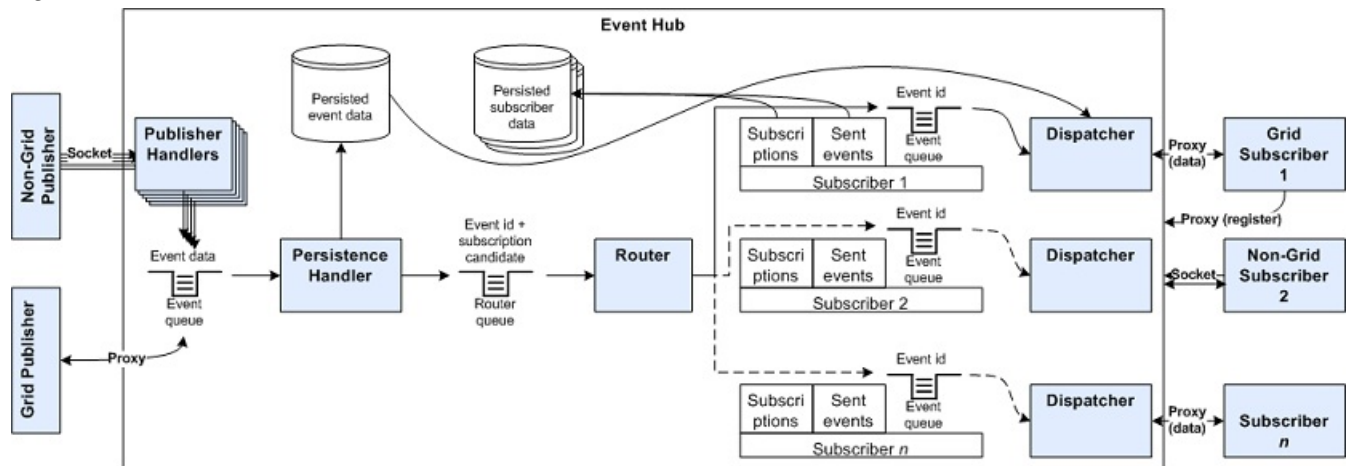 Event Hub
Non-Grid
Publisher
Socket
Publisher
Handlers
Persisted
event data
Persisted
subscriber
data
Event data
Event
queue
Grid Publisher
Proxy
Persistence
Handler
Event id +
subscription
candidate
Router
queue
Router
Event id
Event
queue
Subscri
ptions
Sent
events
Subscriber 1
Dispatcher
Proxy
(data)
Grid
Subscriber
1
Proxy (register)
Event id
Event
queue
Subscri
ptions
Sent
events
Subscriber 2
Dispatcher
Socket
Non-Grid
Subscriber
2
Event id
Event
queue
Subscri
ptions
Sent
events
Subscriber n
Dispatcher
Proxy
(data)
Subscriber
n